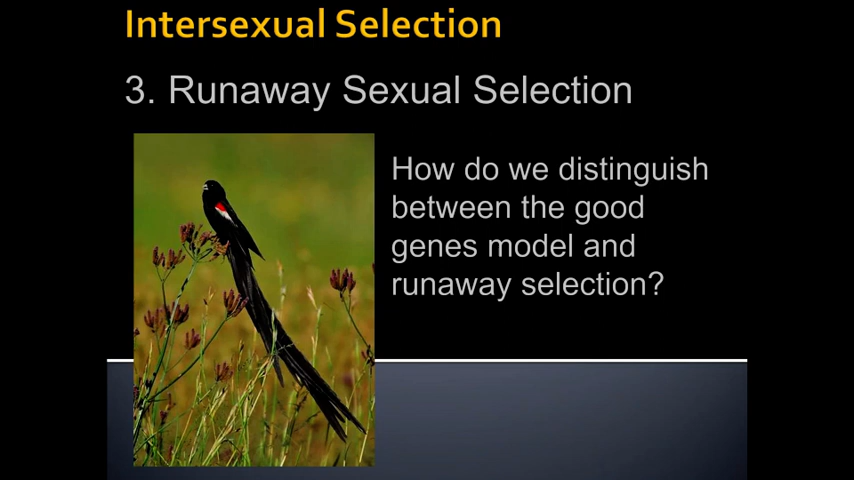 Intersexual Selection
3. Runaway Sexual Selection
How do we distinguish
between the good
genes model and
runaway selection?